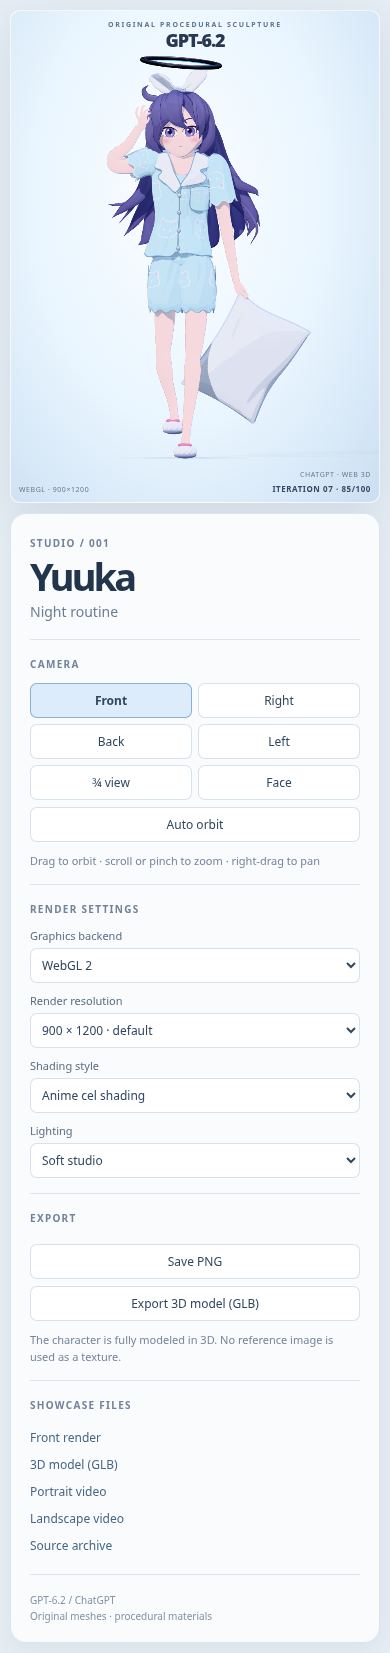 ORIGINAL PROCEDURAL SCULPTURE
GPT-6.2
CHATGPT · WEB 3D
WEBGL · 900×1200
ITERATION 07 · 85/100
STUDIO / 001
Yuuka
Night routine
CAMERA
Front
Right
Back
Left
¾ view
Face
Auto orbit
Drag to orbit · scroll or pinch to zoom · right-drag to pan
RENDER SETTINGS
Graphics backend
WebGL 2
Render resolution
900 × 1200 · default
Shading style
Anime cel shading
Lighting
Soft studio
EXPORT
Save PNG
Export 3D model (GLB)
The character is fully modeled in 3D. No reference image is
used as a texture.
SHOWCASE FILES
Front render
3D model (GLB)
Portrait video
Landscape video
Source archive
GPT-6.2 / ChatGPT
Original meshes · procedural materials